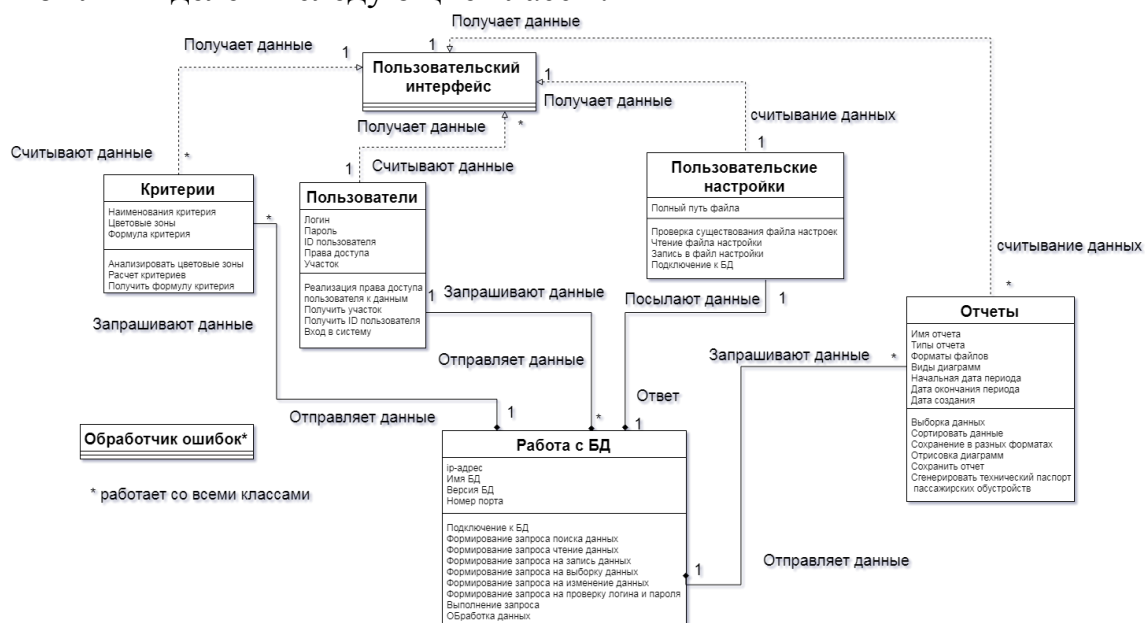 Получает данные
Получает данные
1
1
Пользовательский
интерфейс
1
Получает данные
Получает данные
*
считывание данных
Считывают данные
*
1
Считывают данные
1
Критерии
Наименования критерия
Цветовые зоны
Формула критерия
Анализировать цветовые зоны
Расчет критериев
Получить формулу критерия
*
Пользователи
Логин
Пароль
ID пользователя
Права доступа
Участок
Реализация права доступа
пользователя к данным
Получить участок
Получить ID пользователя
Вход в систему
1
Пользовательские
настройки
Полный путь файла
Проверка существования файла настроек
Чтение файла настройки
Запись в файл настройки
Подключение к БД
считывание данных
*
Запрашивают данные
Посылают данные
1
Отчеты
Имя отчета
Типы отчета
Форматы файлов
Виды диаграмм
Начальная дата периода
Дата окончания периода
Дата создания
Выборка данных
Сортировать данные
Сохранение в разных форматах
Отрисовка диаграмм
Сохранить отчет
Сгенерировать технический паспорт
пассажирских обустройств
Запрашивают данные
Отправляет данные
Запрашивают данные
*
Ответ
Отправляет данные
1
*
1
Обработчик ошибок*
* работает со всеми классами
Работа с БД
ip-адрес
Имя БД
Версия БД
Номер порта
Подключение к БД
Формирование запроса поиска данных
Формирование запроса чтение данных
Формирование запроса на запись данных
Формирование запроса на выборку данных
Формирование запроса на изменение данных
Формирование запроса на проверку логина и пароля
Выполнение запроса
ОБработка данных
1
Отправляет данные